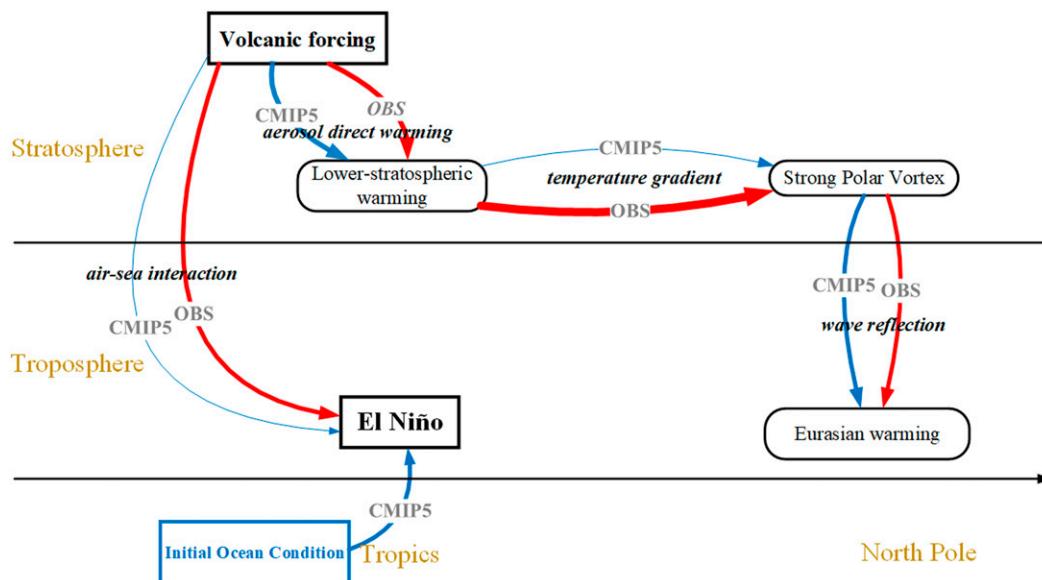 Volcanic forcing
CMIP5
OBS
aerosol direct warming
Stratosphere
Lower-stratospheric
warming
CMIP5
temperature gradient
OBS
Strong Polar Vortex
air-sea interaction
CMIP5
OBS
CMIP5
OBS
wave reflection
Troposphere
El Niño
Eurasian warming
CMIP5
Initial Ocean Condition
Tropics
North Pole